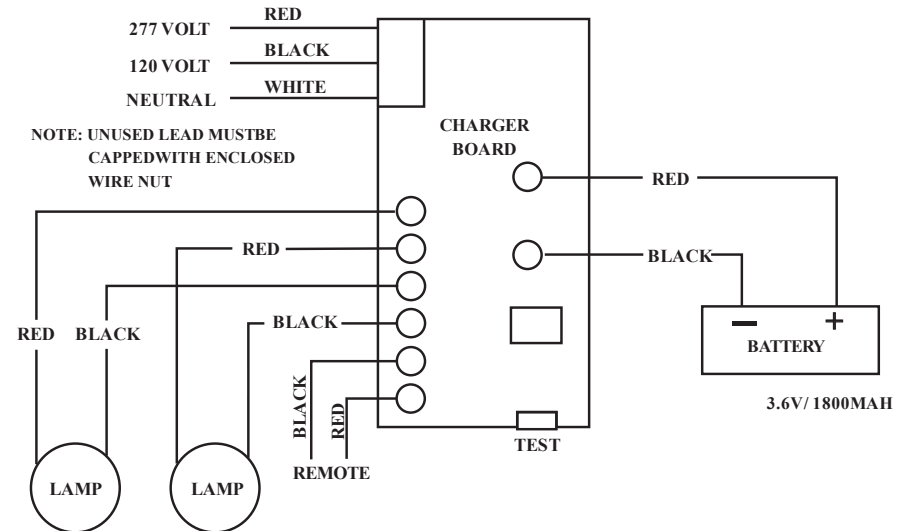 RED
277 VOLT
BLACK
120 VOLT
WHITE
NEUTRAL
NOTE: UNUSED LEAD MUSTBE
CAPPEDWITH ENCLOSED
WIRE NUT
CHARGER
BOARD
RED
RED
BLACK
RED
BLACK
BLACK
BLACK
RED
REMOTE
TEST
— +
BATTERY
3.6V/ 1800MAH
LAMP
LAMP